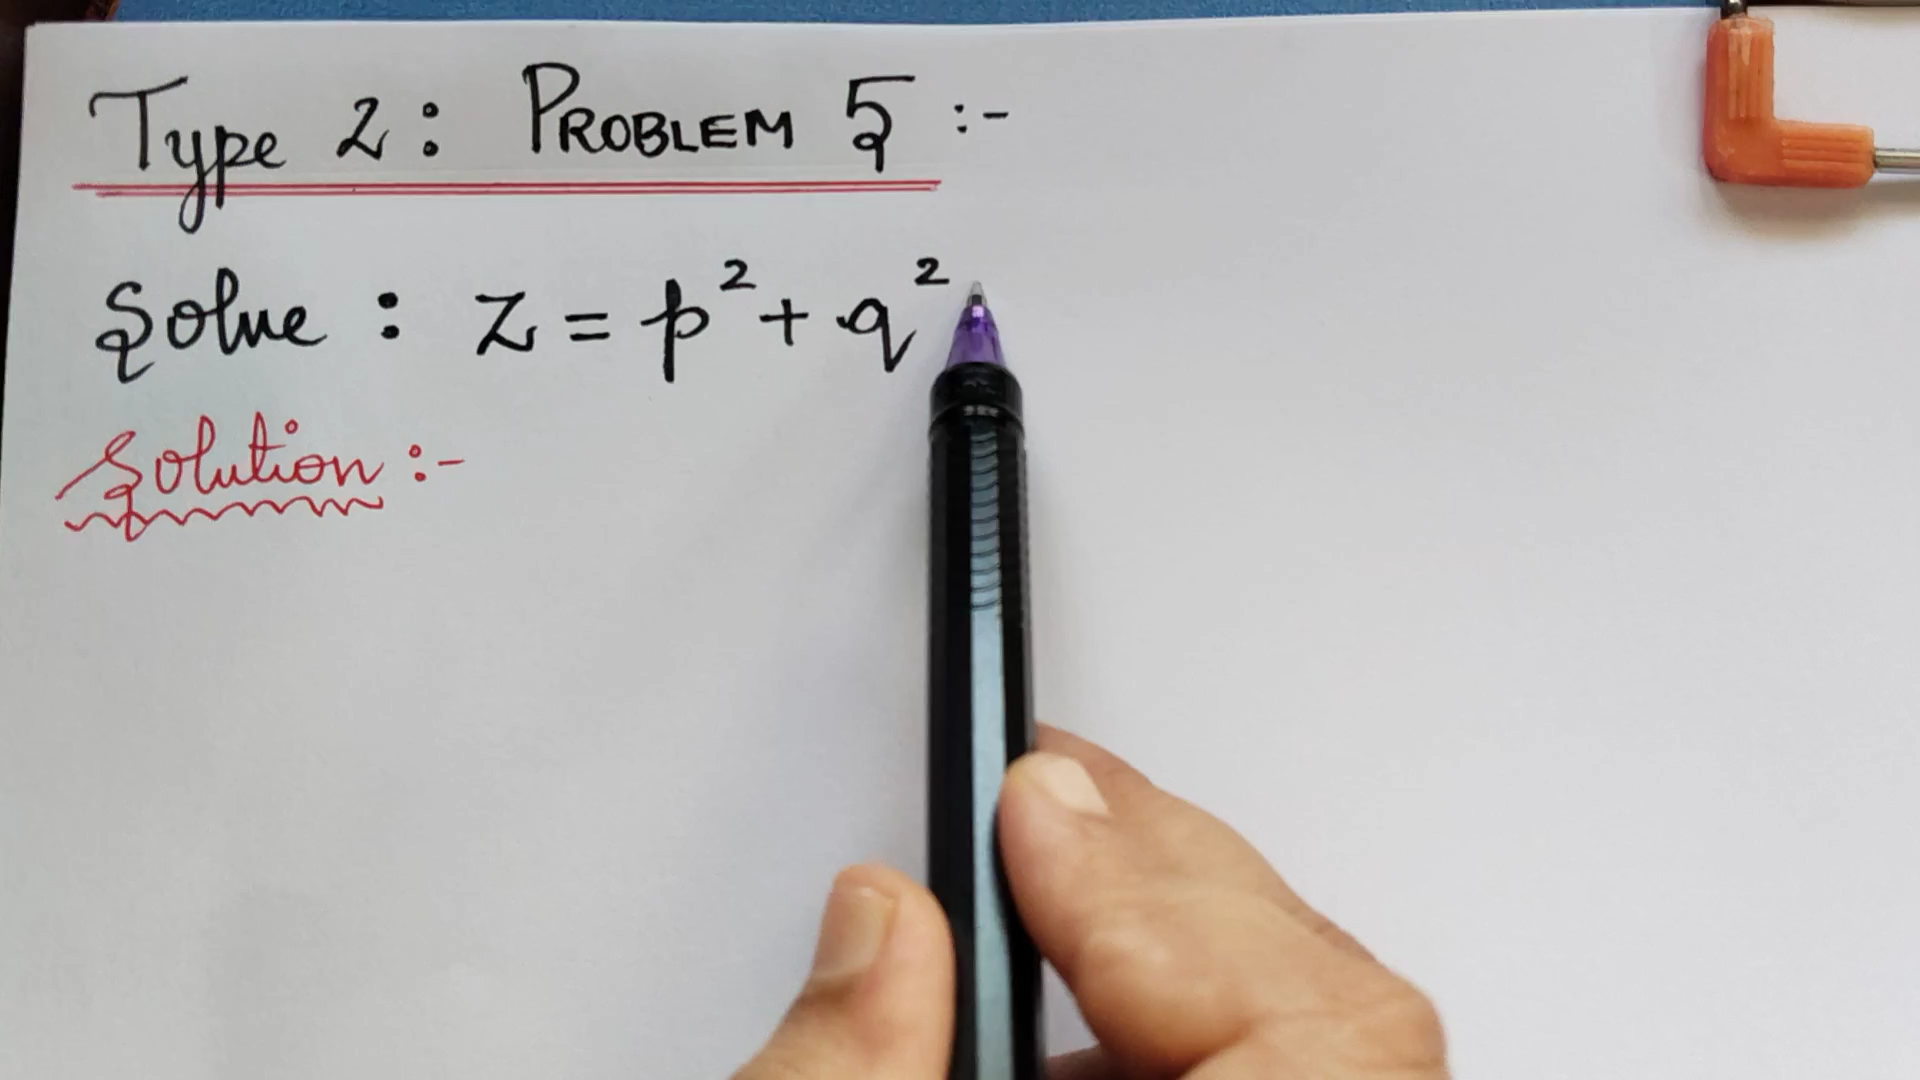 Type 2: PROBLEM 5 :-
Solve : z = p² + q²
Solution :-